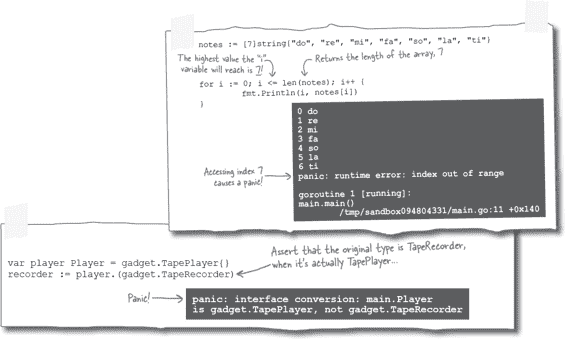 notes := [7]string{"do", "re", "mi", "fa", "so", "la", "ti"}
The highest value the "i"
variable will reach is 7!
Returns the length of the array, 7
for i := 0; i <= len(notes); i++ {
fmt.Println(i, notes[i])
}
0 do
1 re
2 mi
3 fa
4 so
5 la
6 ti
panic: runtime error: index out of range
Accessing index 7
causes a panic!
goroutine 1 [running]:
main.main()
/tmp/sandbox094804331/main.go:11 +0x140
var player Player = gadget.TapePlayer{}
recorder := player.(gadget.TapeRecorder)
Assert that the original type is TapeRecorder,
when it's actually TapePlayer...
Panic!
panic: interface conversion: main.Player
is gadget.TapePlayer, not gadget.TapeRecorder